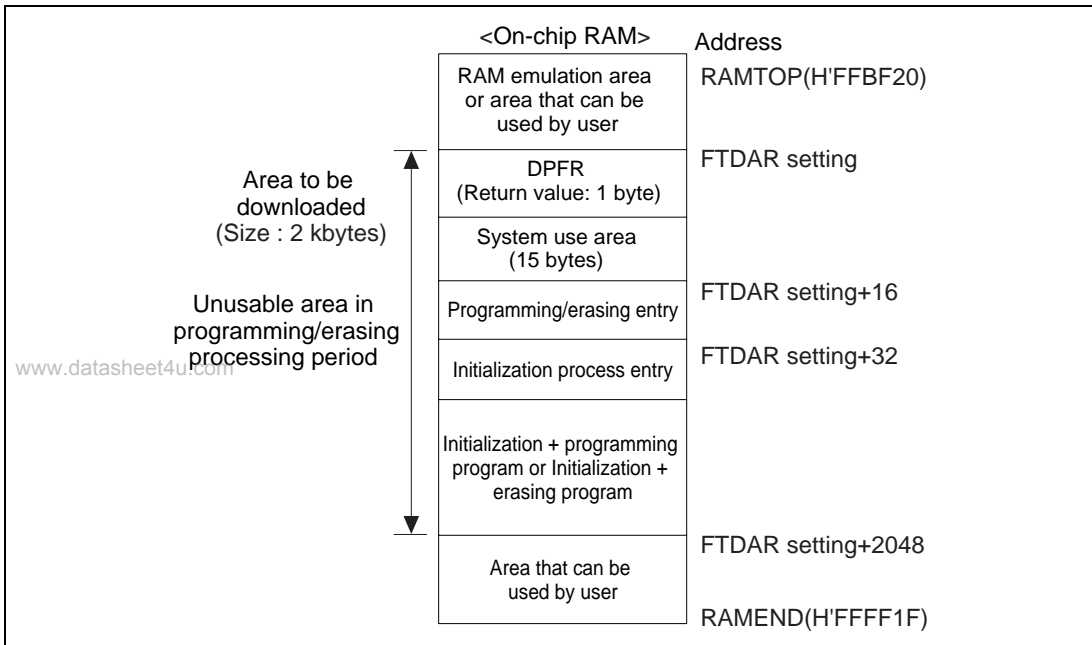 <On-chip RAM>
Address
RAM emulation area
or area that can be
used by user
RAMTOP(H'FFBF20)
FTDAR setting
Area to be
downloaded
(Size : 2 kbytes)
DPFR
(Return value: 1 byte)
System use area
(15 bytes)
Unusable area in
programming/erasing
processing period
Programming/erasing entry
FTDAR setting+16
www.datasheet4u.com
Initialization process entry
FTDAR setting+32
Initialization + programming
program or Initialization +
erasing program
FTDAR setting+2048
Area that can be
used by user
RAMEND(H'FFFF1F)